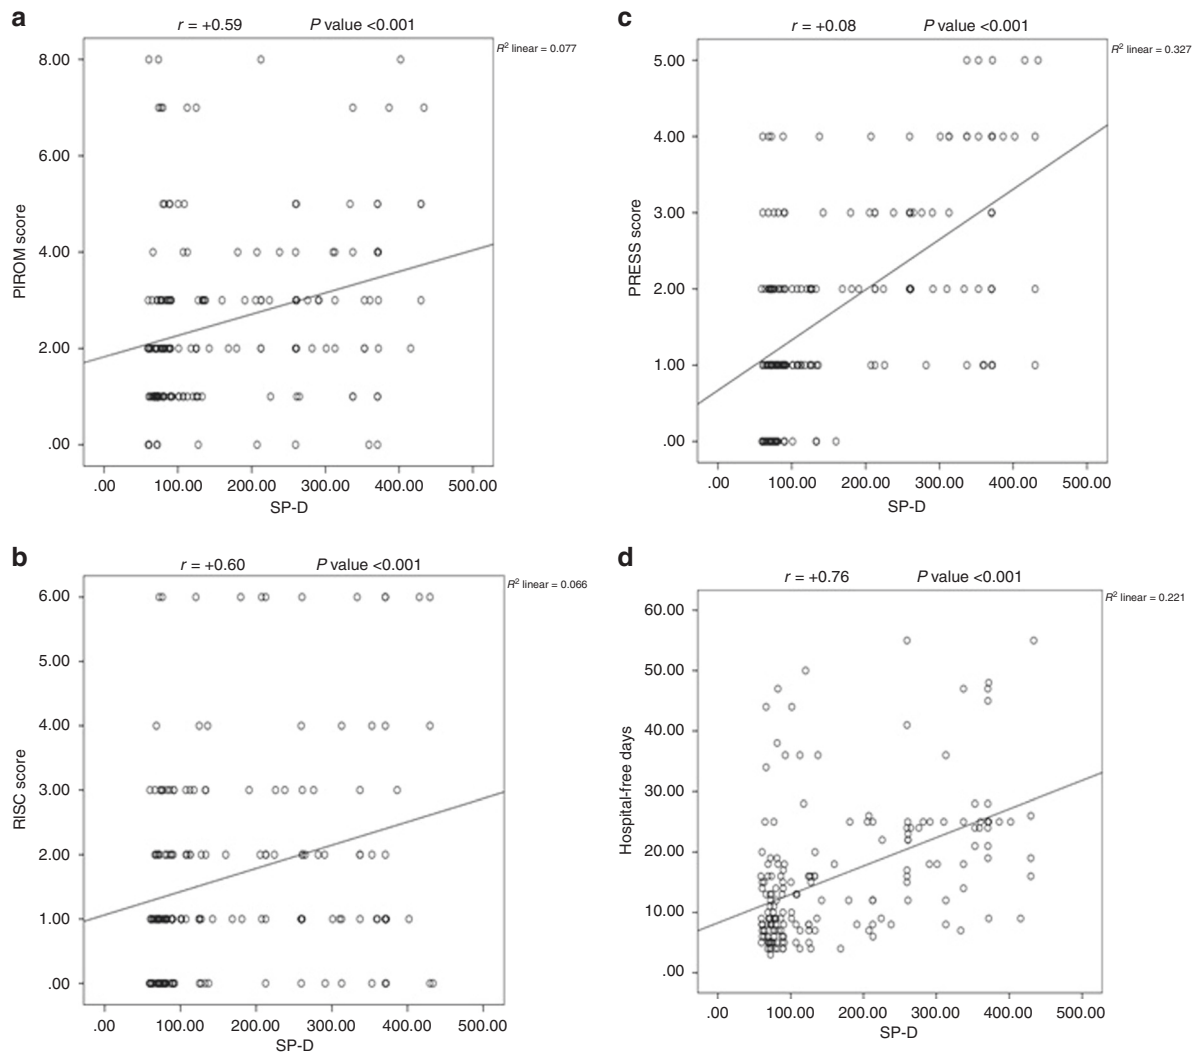 a
r = +0.59 P value <0.001
R² linear = 0.077
8.00
6.00
4.00
2.00
.00
PIROM score
.00 100.00 200.00 300.00 400.00 500.00
SP-D
c
r = +0.08 P value <0.001
R² linear = 0.327
5.00
4.00
3.00
2.00
1.00
.00
PRESS score
.00 100.00 200.00 300.00 400.00 500.00
SP-D
b
r = +0.60 P value <0.001
R² linear = 0.066
6.00
5.00
4.00
3.00
2.00
1.00
.00
RISC score
.00 100.00 200.00 300.00 400.00 500.00
SP-D
d
r = +0.76 P value <0.001
R² linear = 0.221
60.00
50.00
40.00
30.00
20.00
10.00
.00
Hospital-free days
.00 100.00 200.00 300.00 400.00 500.00
SP-D